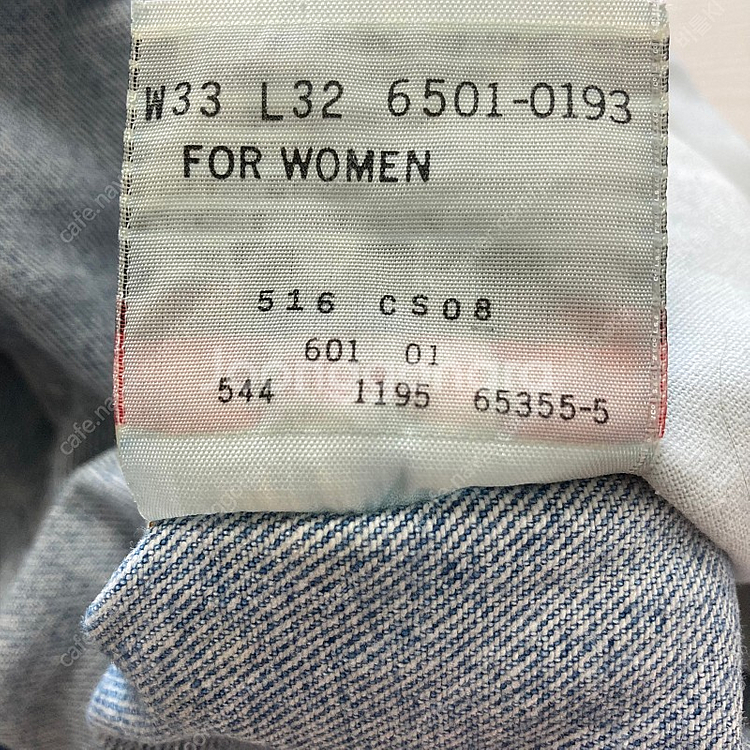 W33 L32 6501-0193
FOR WOMEN
516 CS08
601 01
544 1195 65355-5